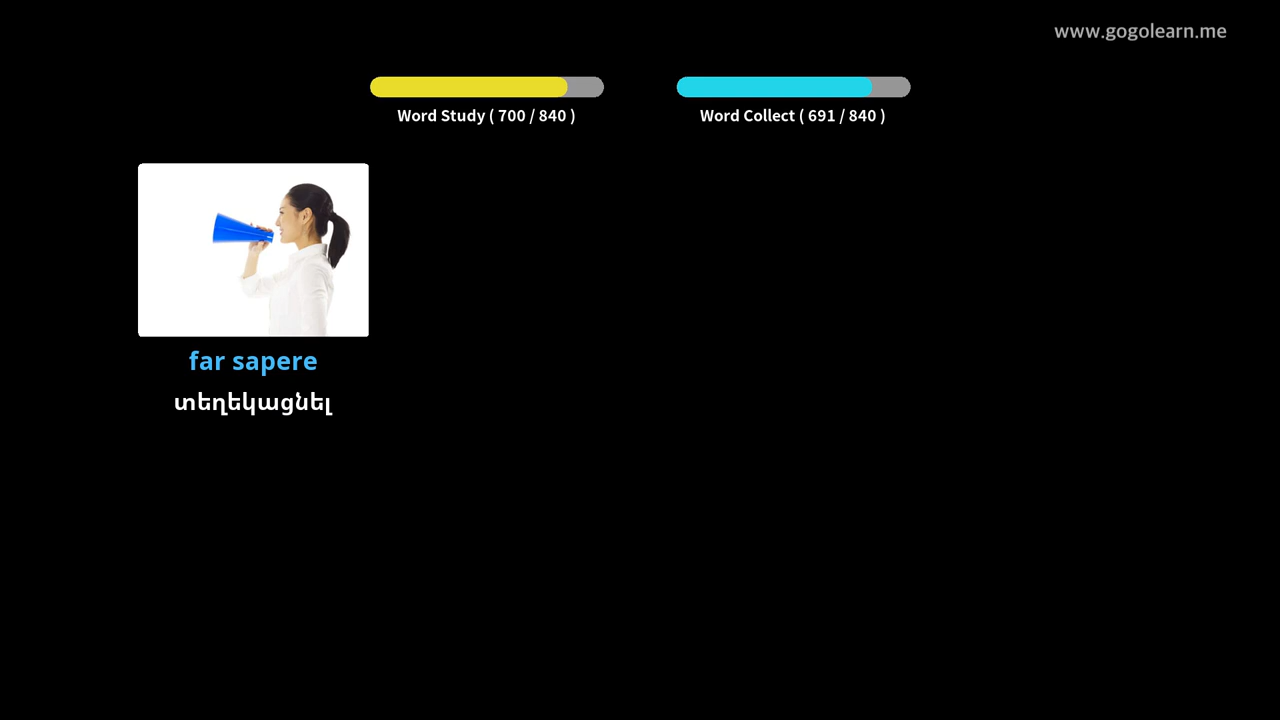 www.gogolearn.me
Word Study ( 700 / 840 )
Word Collect ( 691 / 840 )
far sapere
տեղեկացնել